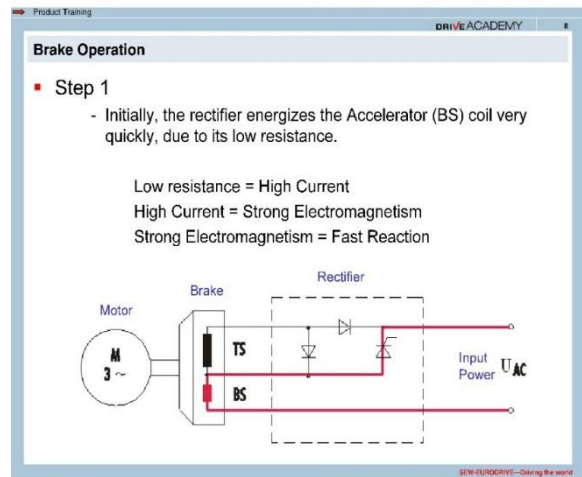 Product Training
DRIVE ACADEMY 8
Brake Operation
Step 1
- Initially, the rectifier energizes the Accelerator (BS) coil very
quickly, due to its low resistance.
Low resistance = High Current
High Current = Strong Electromagnetism
Strong Electromagnetism = Fast Reaction
Rectifier
Brake
Motor
M
3 ~
TS
BS
Input
Power
UAC
SEW-EURODRIVE—Driving the world